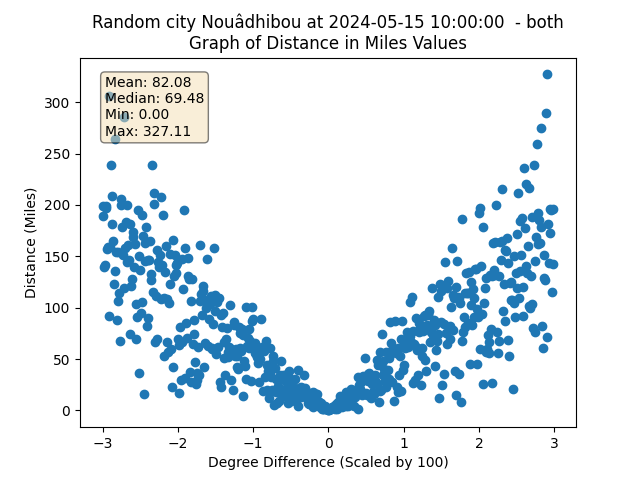 Random city Nouâdhibou at 2024-05-15 10:00:00  - both
Graph of Distance in Miles Values
Mean: 82.08
Median: 69.48
Min: 0.00
Max: 327.11
Distance (Miles)
300
250
200
150
100
50
0
−3 −2 −1 0 1 2 3
Degree Difference (Scaled by 100)